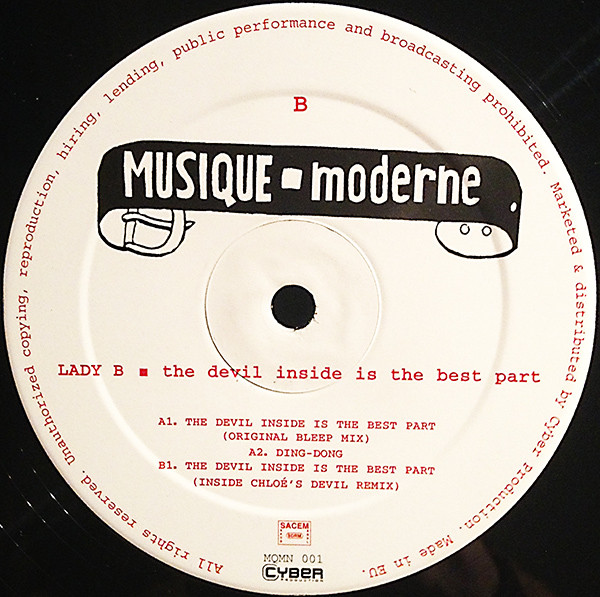 B
MUSIQUE ▪ moderne
LADY B ▪ the devil inside is the best part
A1. THE DEVIL INSIDE IS THE BEST PART
(ORIGINAL BLEEP MIX)
A2. DING-DONG
B1. THE DEVIL INSIDE IS THE BEST PART
(INSIDE CHLOÉ'S DEVIL REMIX)
SACEM
SDRM
MQMN 001
CYBER
PRODUCTION
All rights reserved. Unauthorized copying, reproduction, hiring, lending, public performance and broadcasting prohibited. Marketed & distributed by Cyber Production. Made in EU.